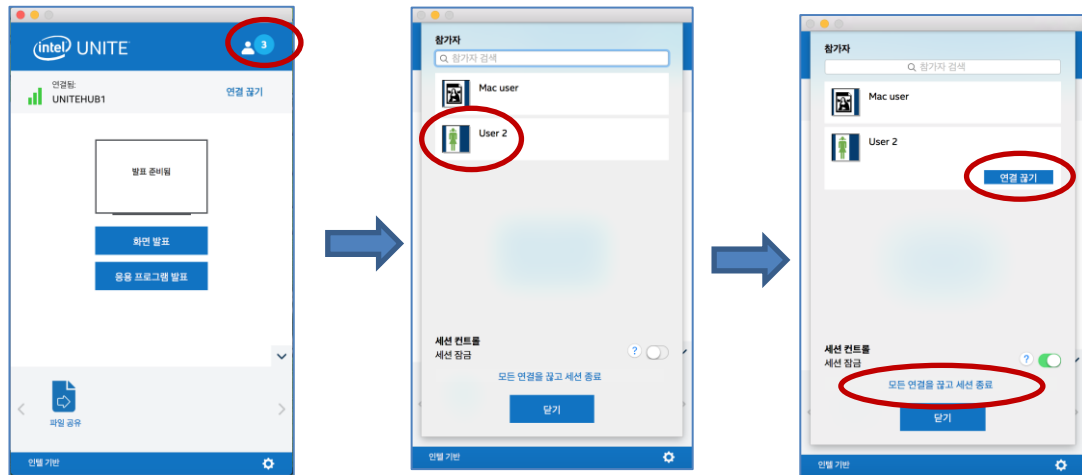 intel UNITE
3
연결됨:
UNITEHUB1
연결 끊기
발표 준비됨
화면 발표
응용 프로그램 발표
파일 공유
인텔 기반
참가자
참가자 검색
Mac user
User 2
세션 컨트롤
세션 잠금
?
모든 연결을 끊고 세션 종료
닫기
인텔 기반
참가자
참가자 검색
Mac user
User 2
연결 끊기
세션 컨트롤
세션 잠금
?
모든 연결을 끊고 세션 종료
닫기
인텔 기반